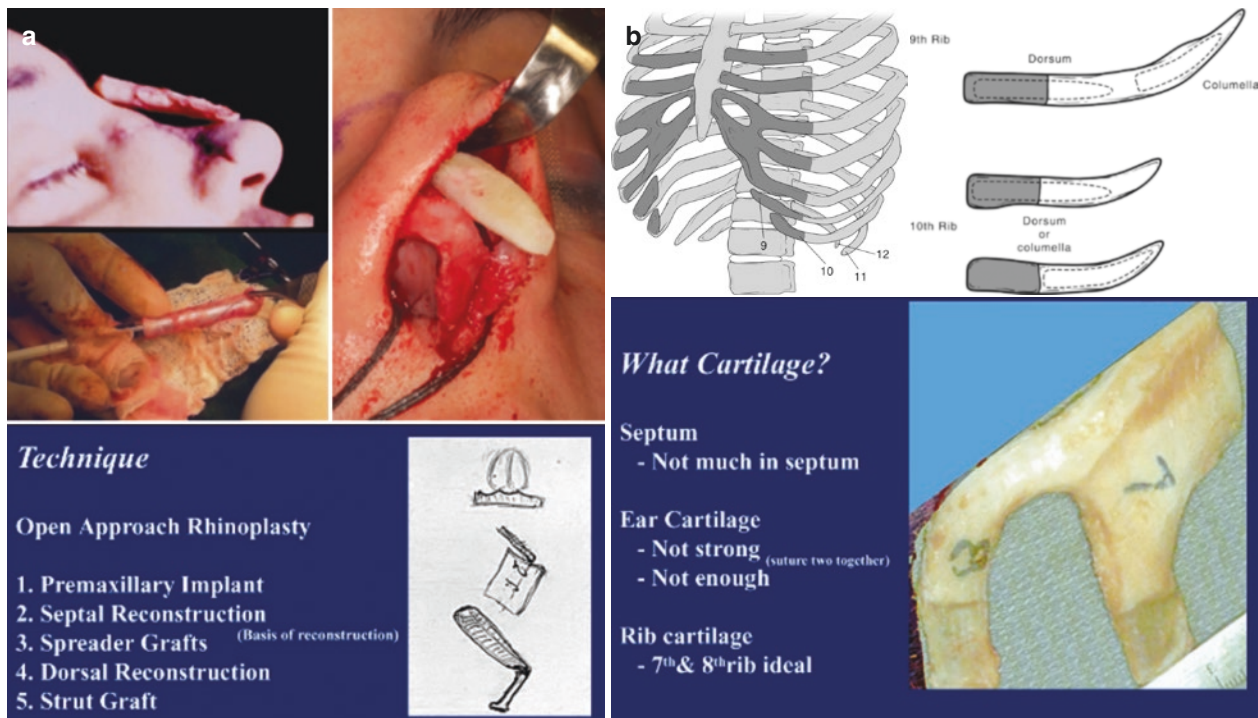 a
Technique
Open Approach Rhinoplasty
1. Premaxillary Implant
2. Septal Reconstruction
3. Spreader Grafts (Basis of reconstruction)
4. Dorsal Reconstruction
5. Strut Graft
b
9th Rib
Dorsum
Columella
10th Rib
Dorsum
or
columella
9
10
11
12
What Cartilage?
Septum
- Not much in septum
Ear Cartilage
- Not strong (suture two together)
- Not enough
Rib cartilage
- 7th & 8th rib ideal